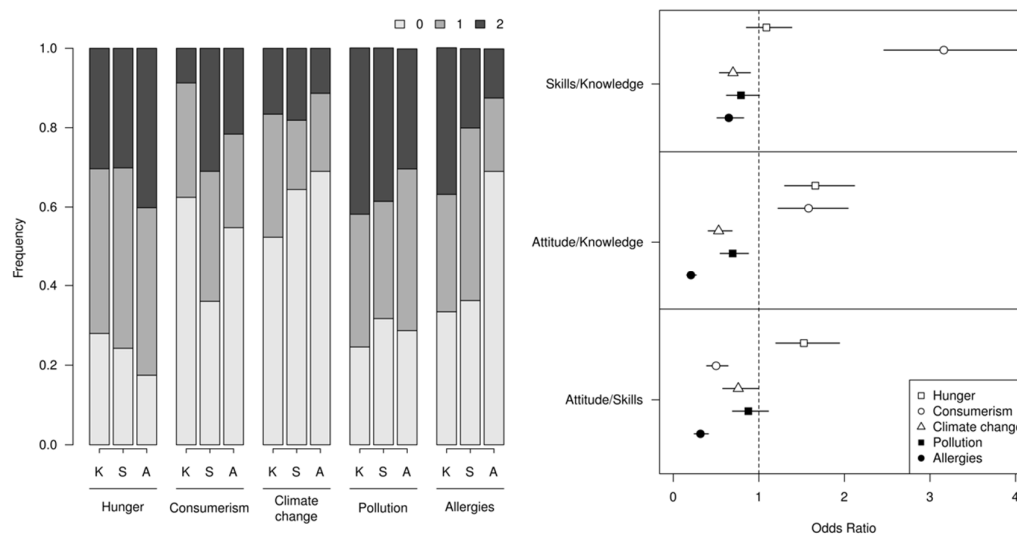 0 1 2
Frequency
1.0
0.8
0.6
0.4
0.2
0.0
K S A K S A K S A K S A K S A
Hunger Consumerism Climate change Pollution Allergies
Skills/Knowledge
Attitude/Knowledge
Attitude/Skills
Hunger
Consumerism
Climate change
Pollution
Allergies
0 1 2 3 4
Odds Ratio